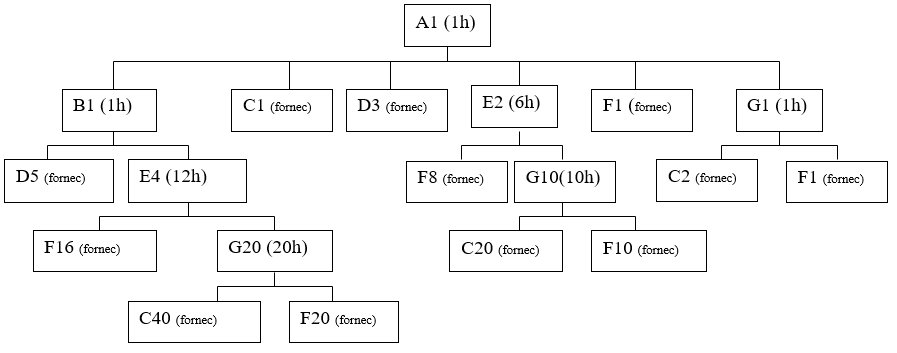 A1 (1h)
B1 (1h)
C1 (fornec)
D3 (fornec)
E2 (6h)
F1 (fornec)
G1 (1h)
D5 (fornec)
E4 (12h)
F8 (fornec)
G10(10h)
C2 (fornec)
F1 (fornec)
F16 (fornec)
G20 (20h)
C20 (fornec)
F10 (fornec)
C40 (fornec)
F20 (fornec)